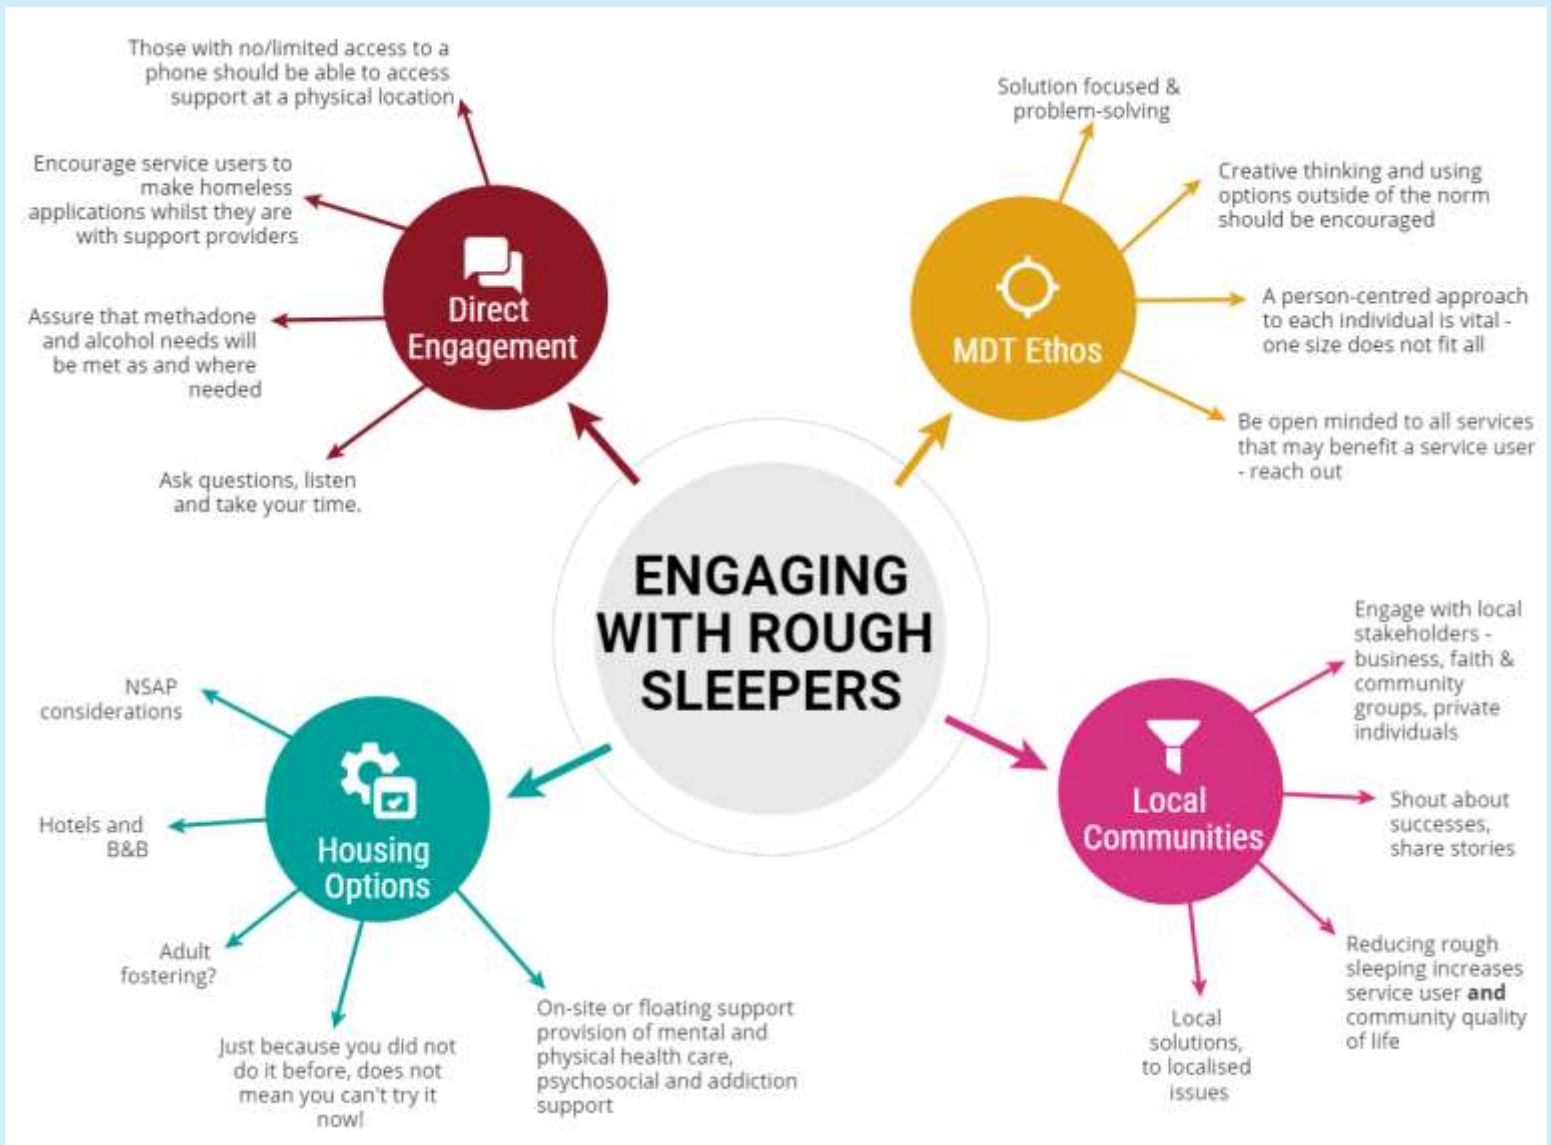 Those with no/limited access to a
phone should be able to access
support at a physical location
Encourage service users to
make homeless
applications whilst they are
with support providers
Assure that methadone
and alcohol needs will
be met as and where
needed
Ask questions, listen
and take your time.
Direct
Engagement
Solution focused &
problem-solving
Creative thinking and using
options outside of the norm
should be encouraged
A person-centred approach
to each individual is vital -
one size does not fit all
Be open minded to all services
that may benefit a service user
- reach out
MDT Ethos
ENGAGING
WITH ROUGH
SLEEPERS
NSAP
considerations
Hotels and
B&B
Adult
fostering?
Just because you did not
do it before, does not
mean you can't try it
now!
On-site or floating support
provision of mental and
physical health care,
psychosocial and addiction
support
Housing
Options
Engage with local
stakeholders -
business, faith &
community
groups, private
individuals
Shout about
successes,
share stories
Reducing rough
sleeping increases
service user and
community quality
of life
Local
solutions,
to localised
issues
Local
Communities